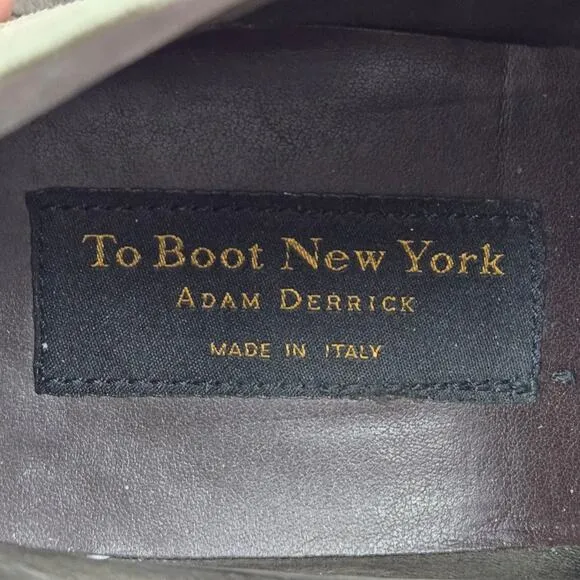 To Boot New York
ADAM DERRICK
MADE IN ITALY